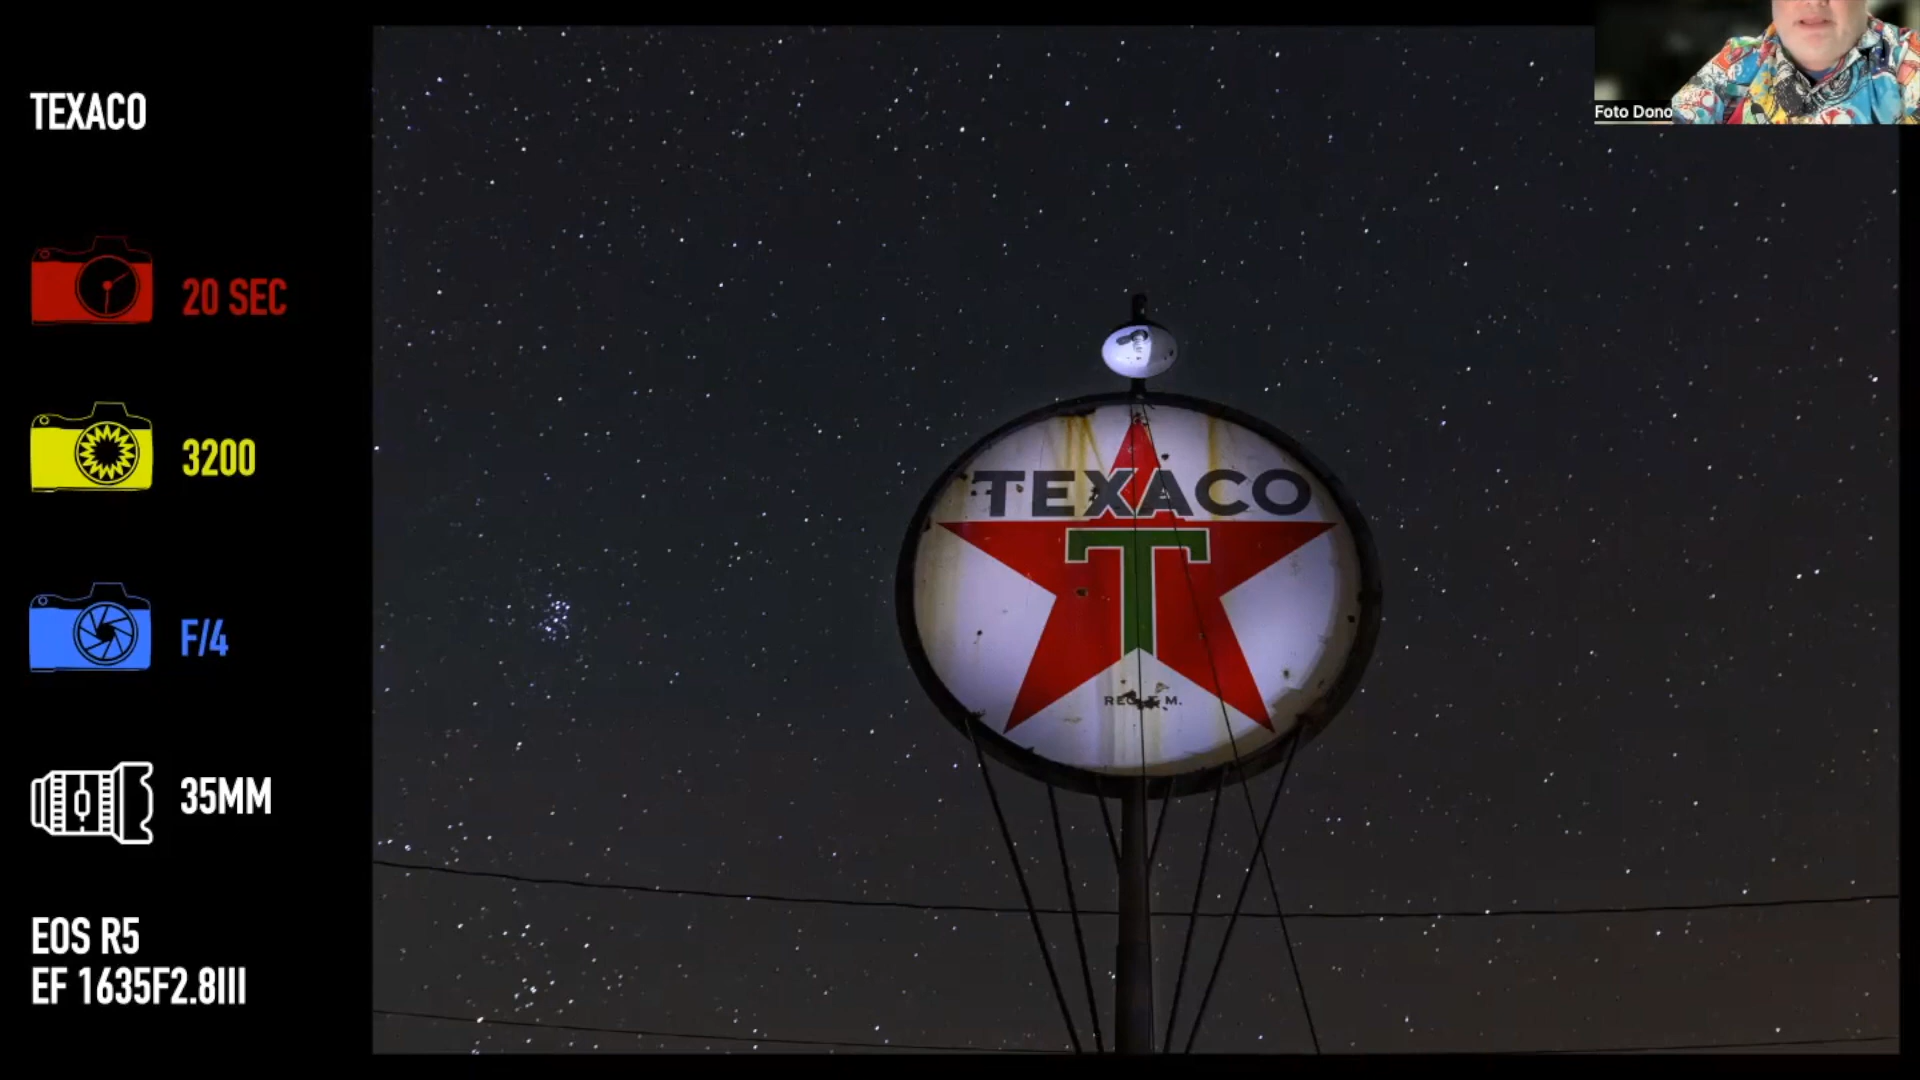 TEXACO
20 SEC
3200
F/4
35MM
EOS R5
EF 1635F2.8III
Foto Dono
TEXACO
T